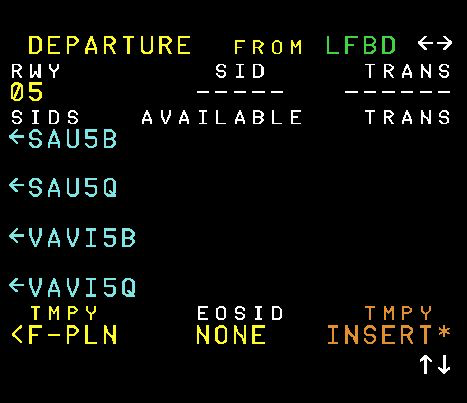 DEPARTURE FROM LFBD ←→
RWY SID TRANS
05 ----- ------
SIDS AVAILABLE TRANS
←SAU5B
←SAU5Q
←VAVI5B
←VAVI5Q
TMPY EOSID TMPY
<F-PLN NONE INSERT*
↑↓